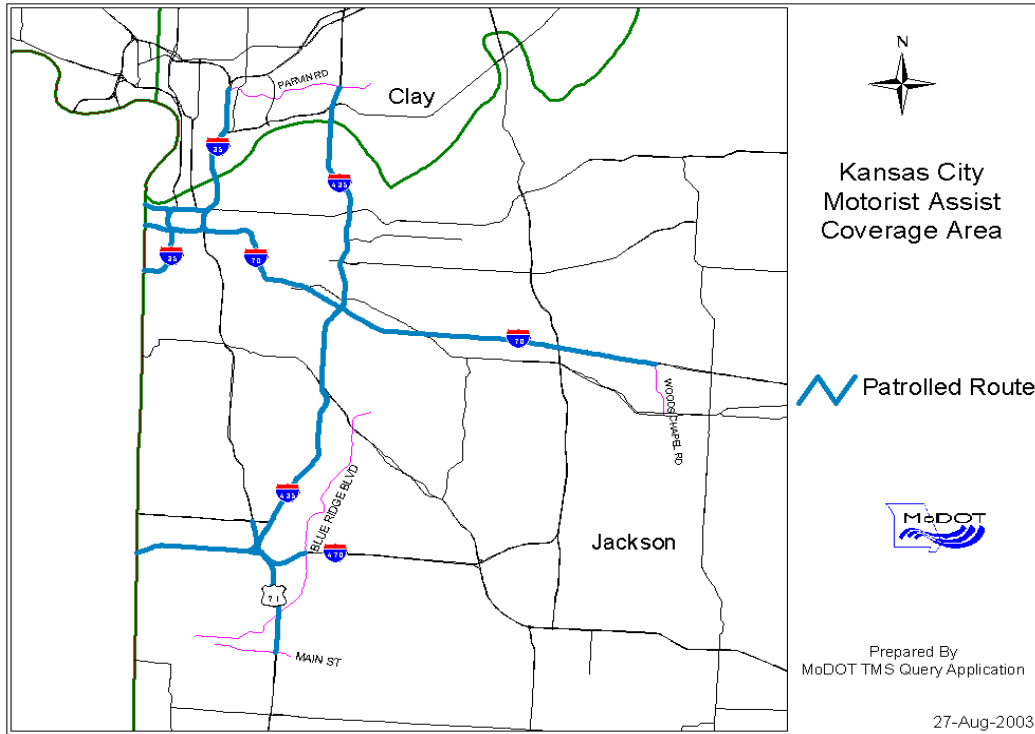 N
PARVIN RD
Clay
35
435
Kansas City
Motorist Assist
Coverage Area
35
70
70
Patrolled Route
WOODS CHAPEL RD
435
BLUE RIDGE BLVD
MoDOT
470
Jackson
71
MAIN ST
Prepared By
MoDOT TMS Query Application
27-Aug-2003